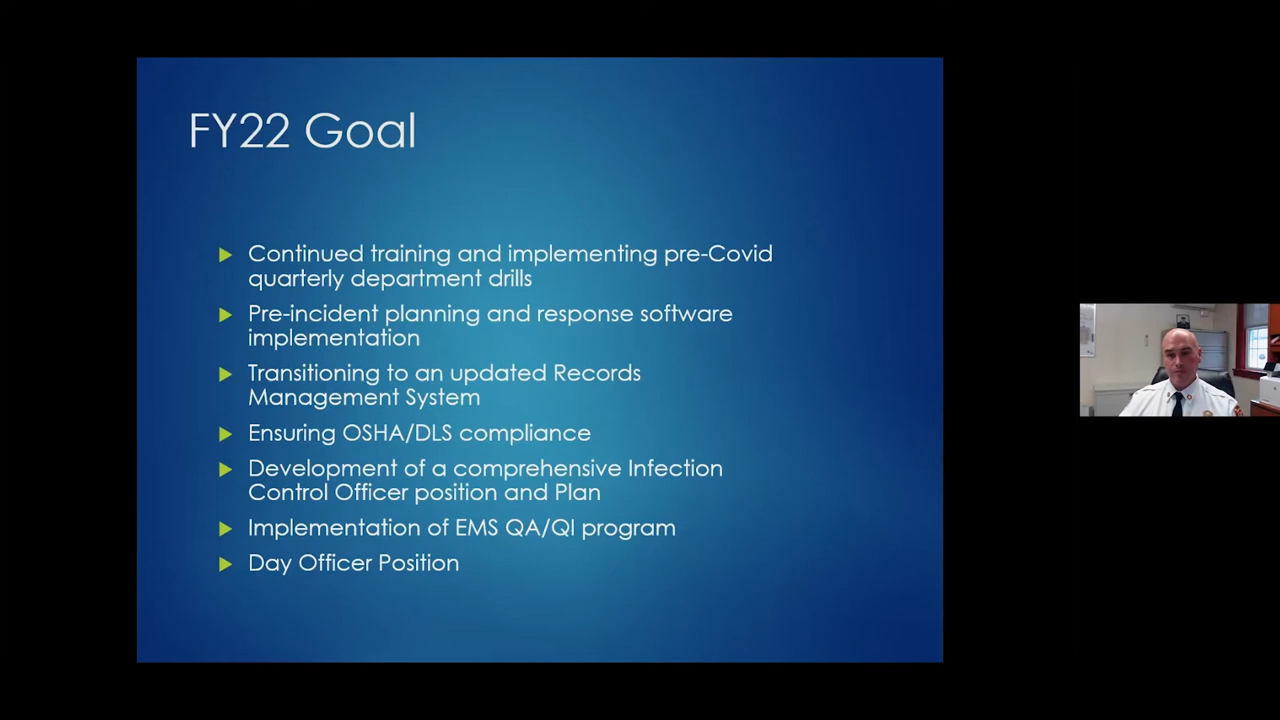 FY22 Goal
Continued training and implementing pre-Covid
quarterly department drills
Pre-incident planning and response software
implementation
Transitioning to an updated Records
Management System
Ensuring OSHA/DLS compliance
Development of a comprehensive Infection
Control Officer position and Plan
Implementation of EMS QA/QI program
Day Officer Position